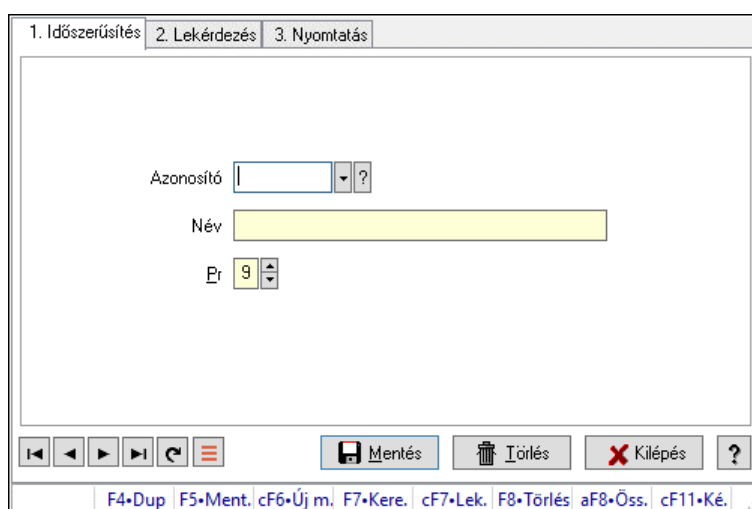 1. Időszerűsítés 2. Lekérdezés 3. Nyomtatás
Azonosító ?
Név
Pr 9
Mentés Törlés Kilépés ?
F4•Dup F5•Ment. cF6•Új m. F7•Kere. cF7•Lek. F8•Törlés aF8•Öss. cF11•Ké.